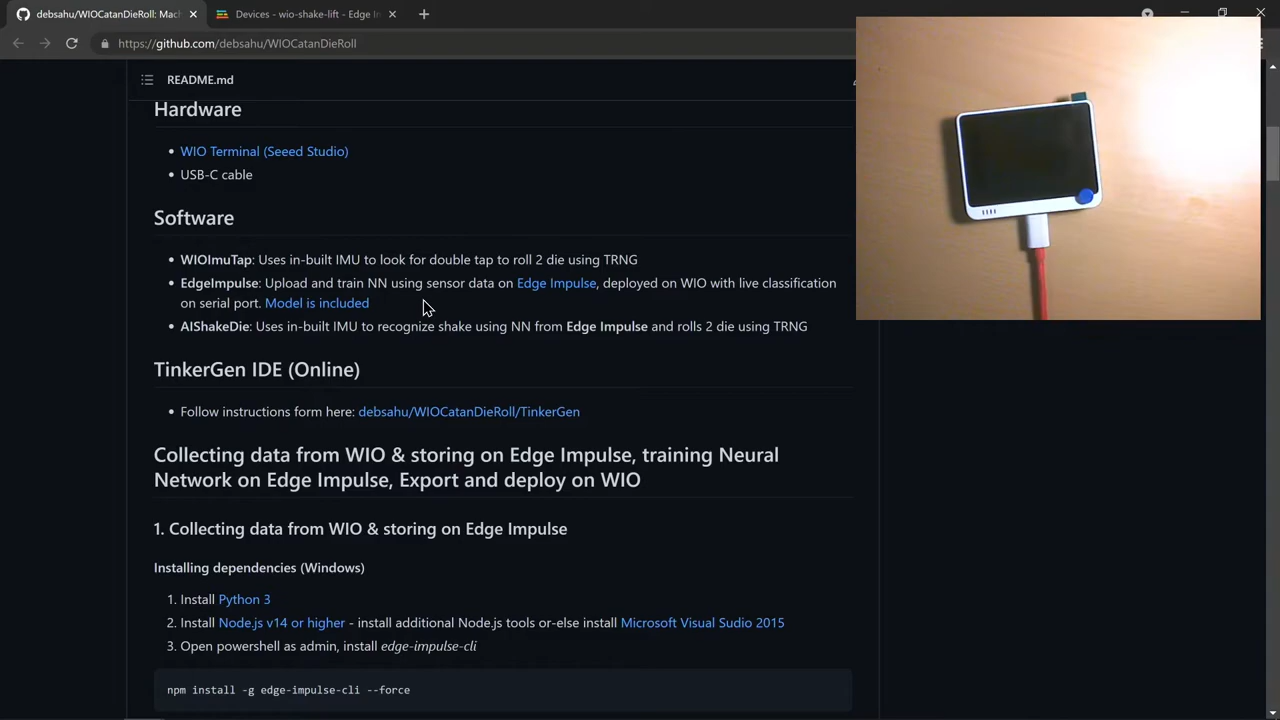 debsahu/WIOCatanDieRoll: Mach
Devices - wio-shake-lift - Edge In
https://github.com/debsahu/WIOCatanDieRoll
README.md
Hardware
• WIO Terminal (Seeed Studio)
• USB-C cable
Software
• WIOImuTap: Uses in-built IMU to look for double tap to roll 2 die using TRNG
• EdgeImpulse: Upload and train NN using sensor data on Edge Impulse, deployed on WIO with live classification
on serial port. Model is included
• AIShakeDie: Uses in-built IMU to recognize shake using NN from Edge Impulse and rolls 2 die using TRNG
TinkerGen IDE (Online)
• Follow instructions form here: debsahu/WIOCatanDieRoll/TinkerGen
Collecting data from WIO & storing on Edge Impulse, training Neural
Network on Edge Impulse, Export and deploy on WIO
1. Collecting data from WIO & storing on Edge Impulse
Installing dependencies (Windows)
1. Install Python 3
2. Install Node.js v14 or higher - install additional Node.js tools or-else install Microsoft Visual Sudio 2015
3. Open powershell as admin, install edge-impulse-cli
npm install -g edge-impulse-cli --force